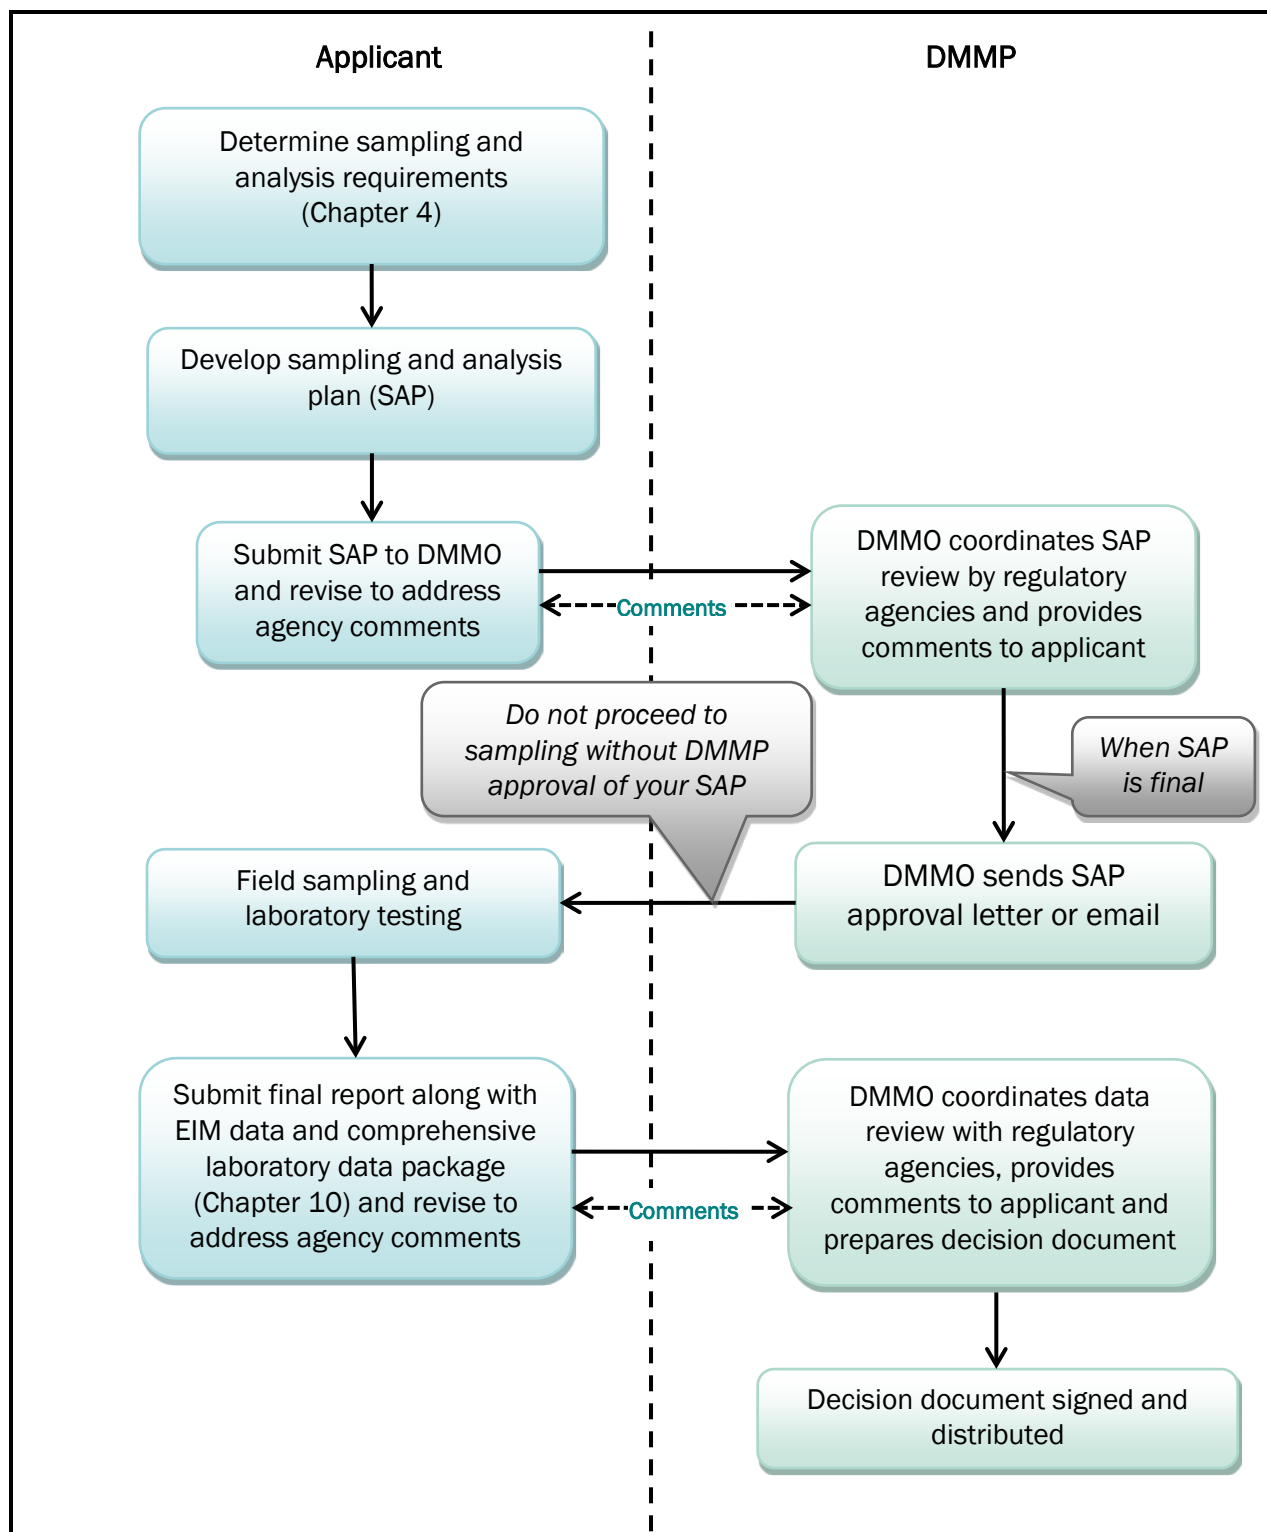 Applicant
DMMP
Determine sampling and
analysis requirements
(Chapter 4)
Develop sampling and analysis
plan (SAP)
Submit SAP to DMMO
and revise to address
agency comments
Comments
DMMO coordinates SAP
review by regulatory
agencies and provides
comments to applicant
Do not proceed to
sampling without DMMP
approval of your SAP
When SAP
is final
DMMO sends SAP
approval letter or email
Field sampling and
laboratory testing
Submit final report along with
EIM data and comprehensive
laboratory data package
(Chapter 10) and revise to
address agency comments
Comments
DMMO coordinates data
review with regulatory
agencies, provides
comments to applicant and
prepares decision document
Decision document signed and
distributed